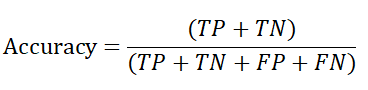 Accuracy = (TP + TN) / (TP + TN + FP + FN)